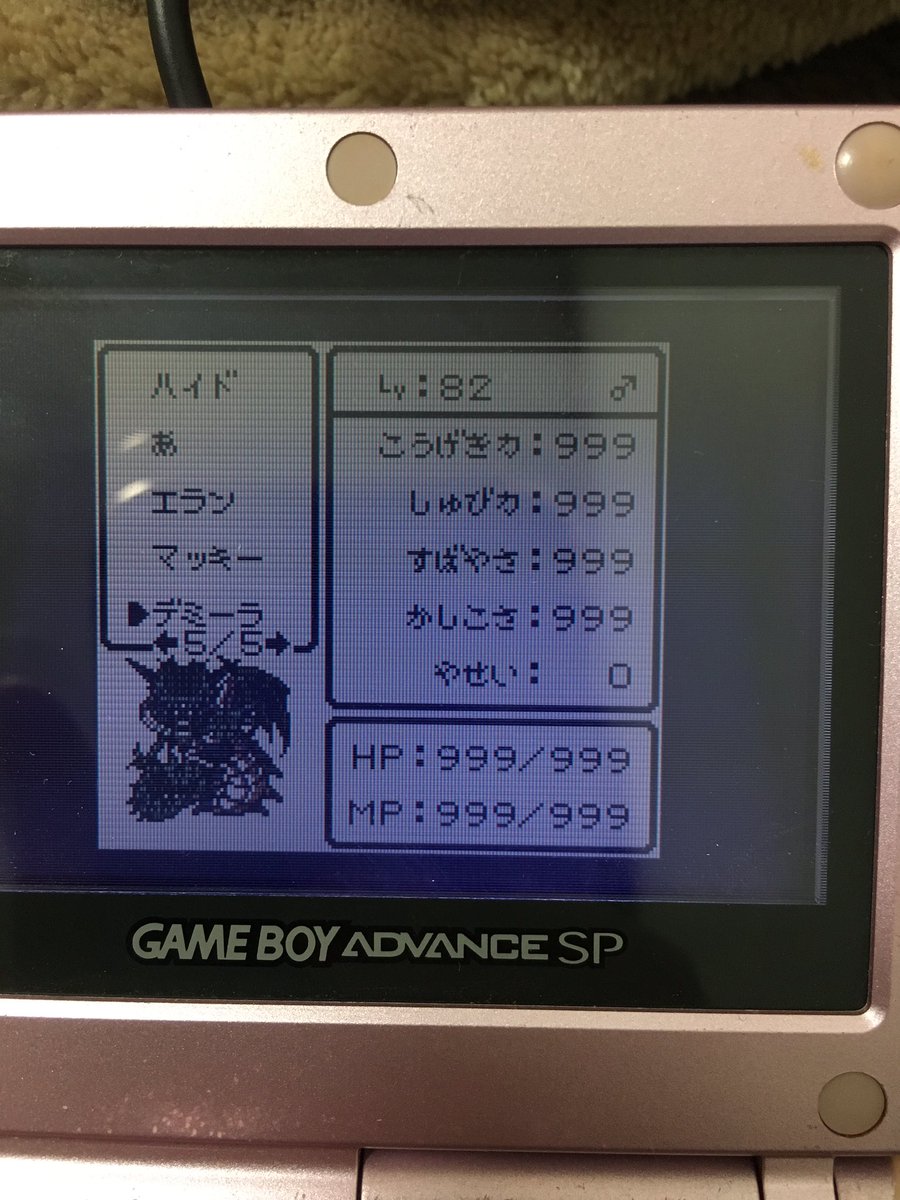 ハイド
あ
エラン
マッキー
▶デミーラ
←5/5→
Lv:82 ♂
こうげき力:999
しゅび力:999
すばやさ:999
かしこさ:999
やせい: 0
HP:999/999
MP:999/999
GAME BOY ADVANCE SP